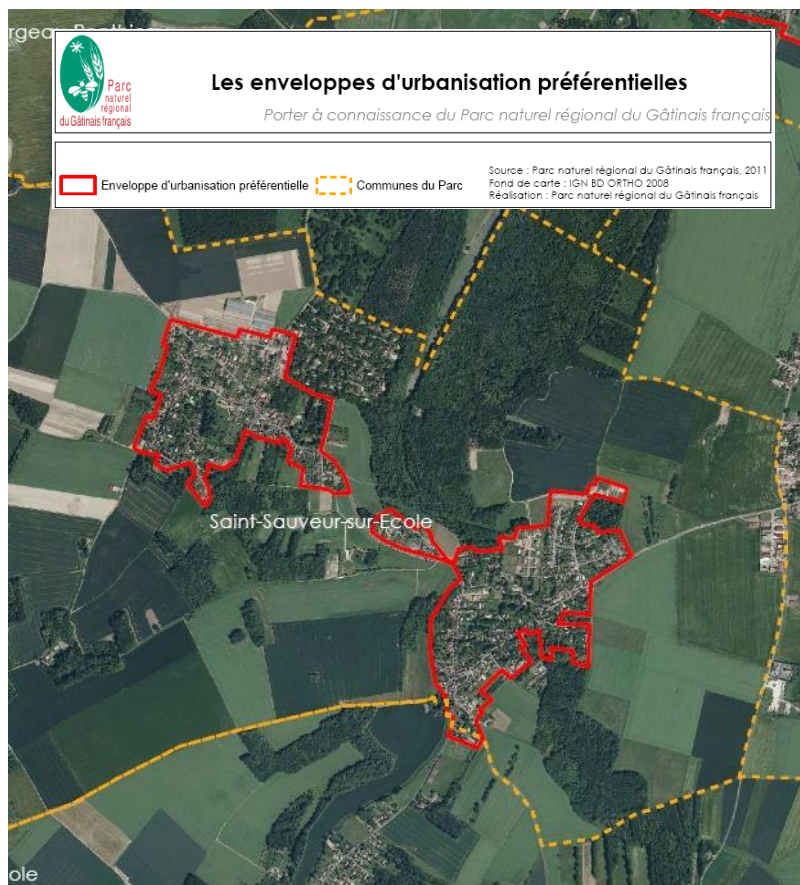 Parc
naturel
régional
du Gâtinais français
Les enveloppes d'urbanisation préférentielles
Porter à connaissance du Parc naturel régional du Gâtinais français
Enveloppe d'urbanisation préférentielle
Communes du Parc
Source : Parc naturel régional du Gâtinais français, 2011
Fond de carte : IGN BD ORTHO 2008
Réalisation : Parc naturel régional du Gâtinais français
Saint-Sauveur-sur-Ecole
ole